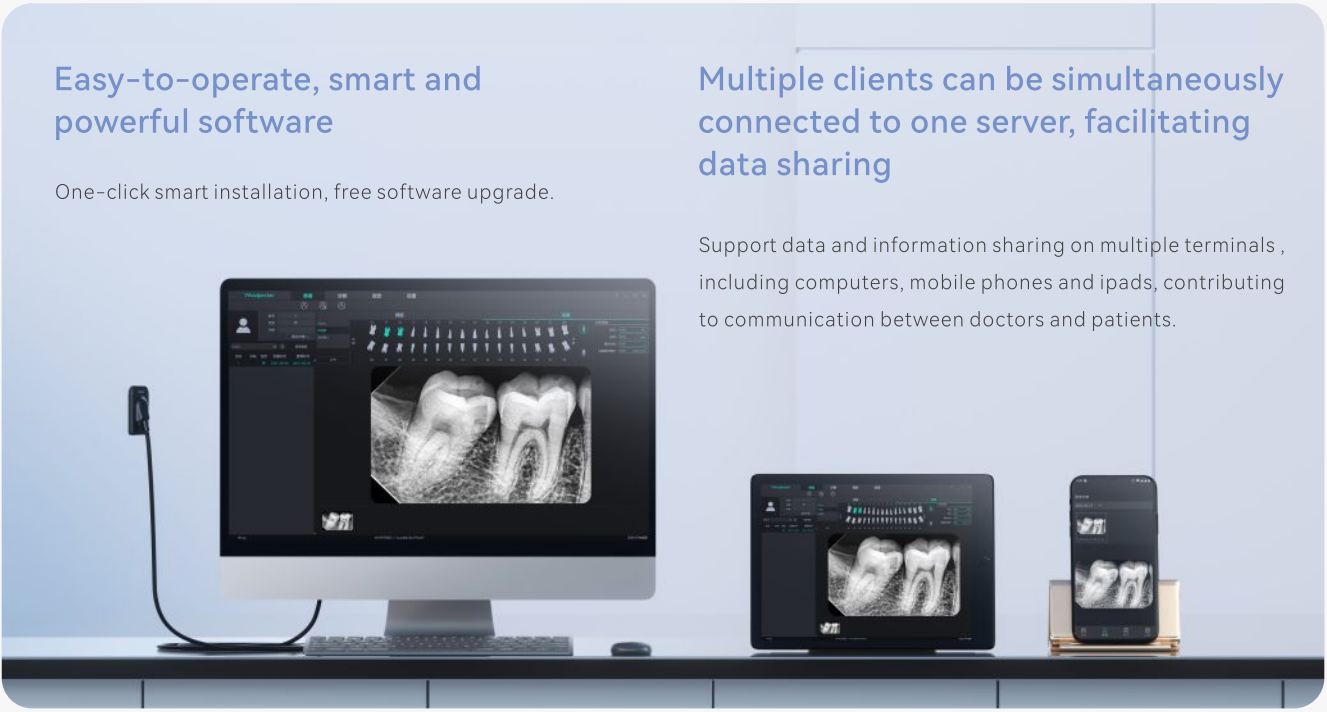 Easy-to-operate, smart and
powerful software
One-click smart installation, free software upgrade.
Multiple clients can be simultaneously
connected to one server, facilitating
data sharing
Support data and information sharing on multiple terminals ,
including computers, mobile phones and ipads, contributing
to communication between doctors and patients.
Woodpecker